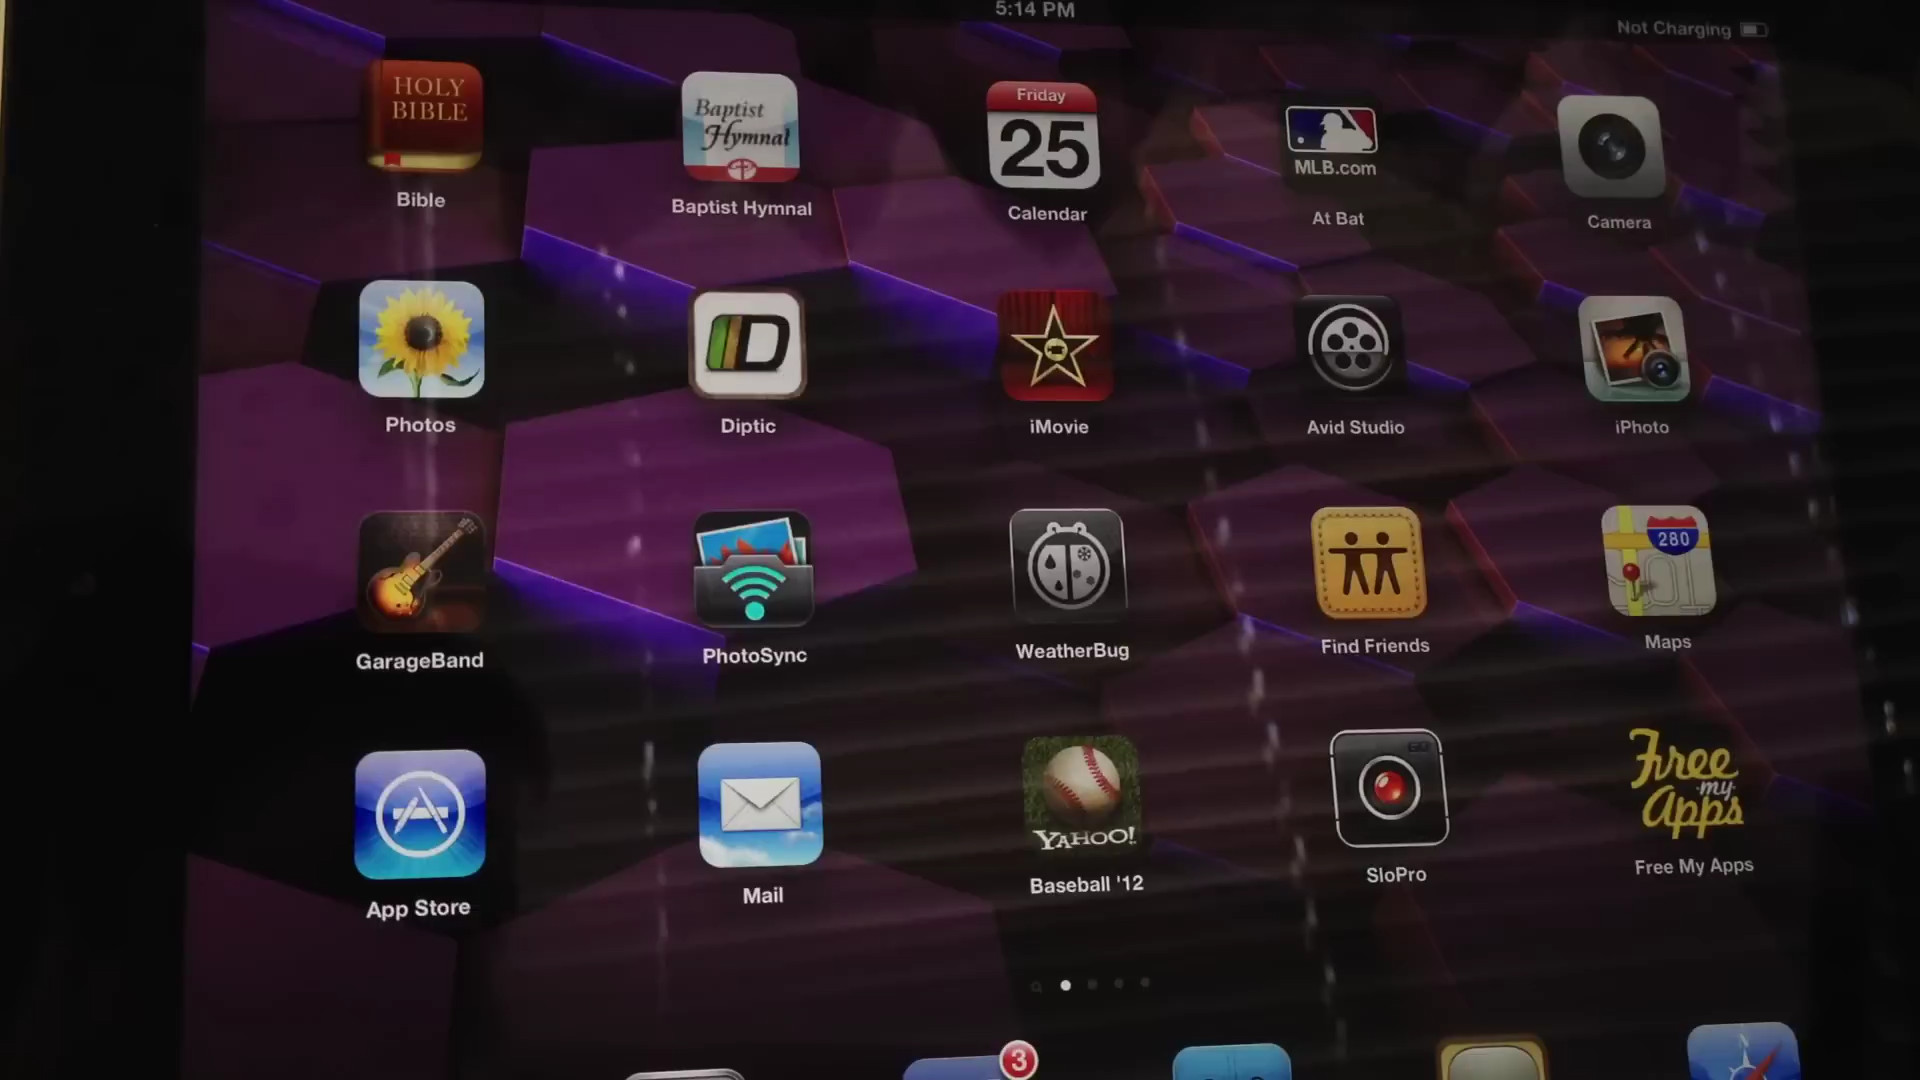 5:14 PM
Not Charging
HOLY
BIBLE
Baptist
Hymnal
Friday
25
MLB.com
Bible
Baptist Hymnal
Calendar
At Bat
Camera
D
Photos
Diptic
iMovie
Avid Studio
iPhoto
280
GarageBand
PhotoSync
WeatherBug
Find Friends
Maps
YAHOO!
Free
my
Apps
App Store
Mail
Baseball '12
SloPro
Free My Apps
3
N